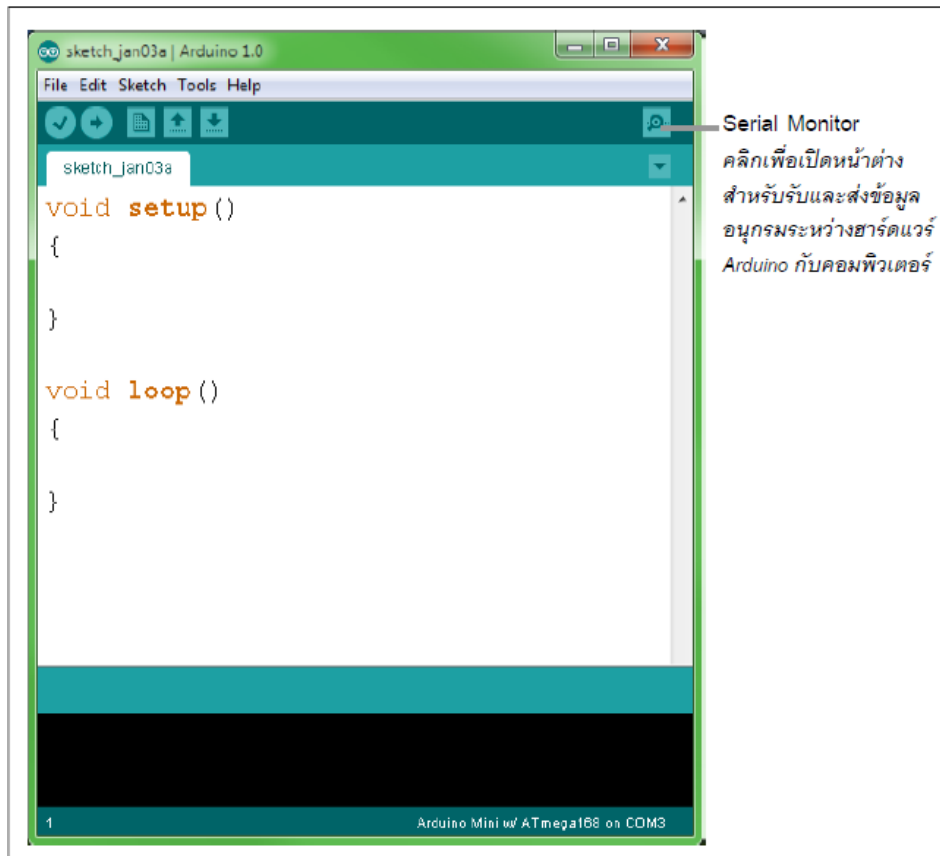 sketch_jan03a | Arduino 1.0
File Edit Sketch Tools Help
sketch_jan03a
void setup()
{
}
void loop()
{
}
1
Arduino Mini w/ ATmega168 on COM3
Serial Monitor
คลิกเพื่อเปิดหน้าต่าง
สำหรับรับและส่งข้อมูล
อนุกรมระหว่างฮาร์ดแวร์
Arduino กับคอมพิวเตอร์